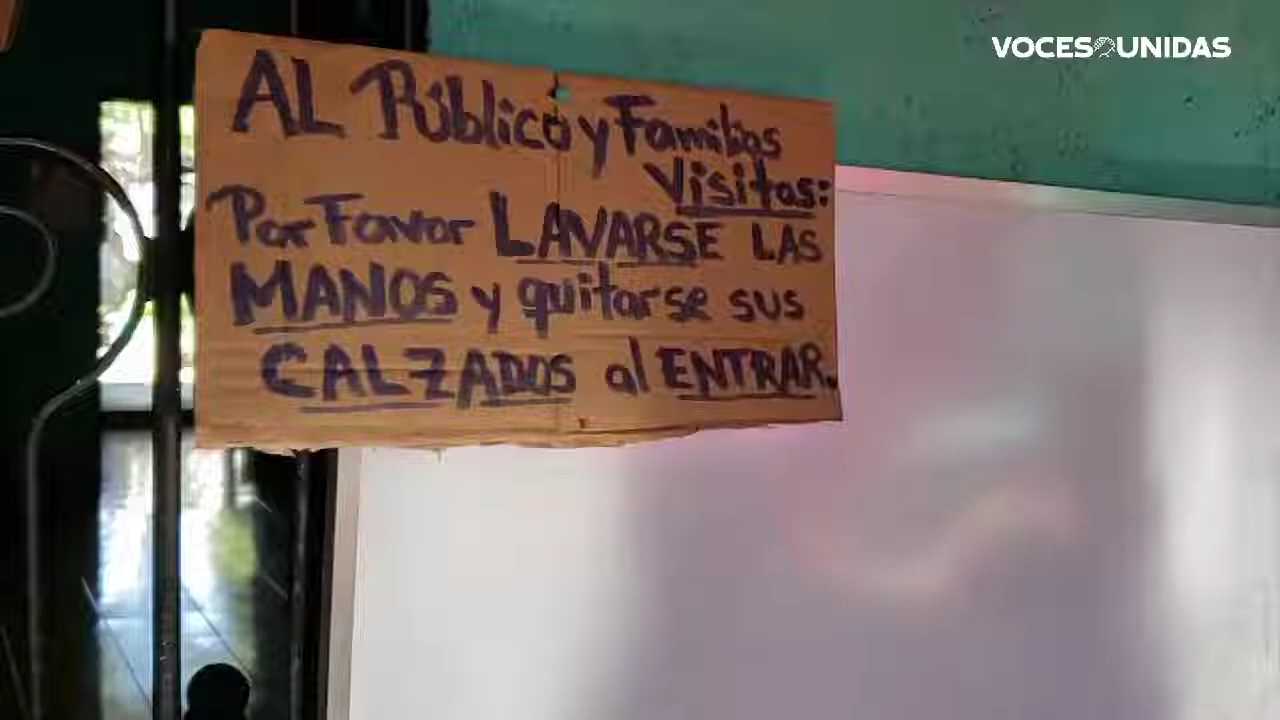 VOCES UNIDAS
AL Público y Familias
Visitas:
Por Favor LAVARSE LAS
MANOS y quitarse sus
CALZADOS al ENTRAR.